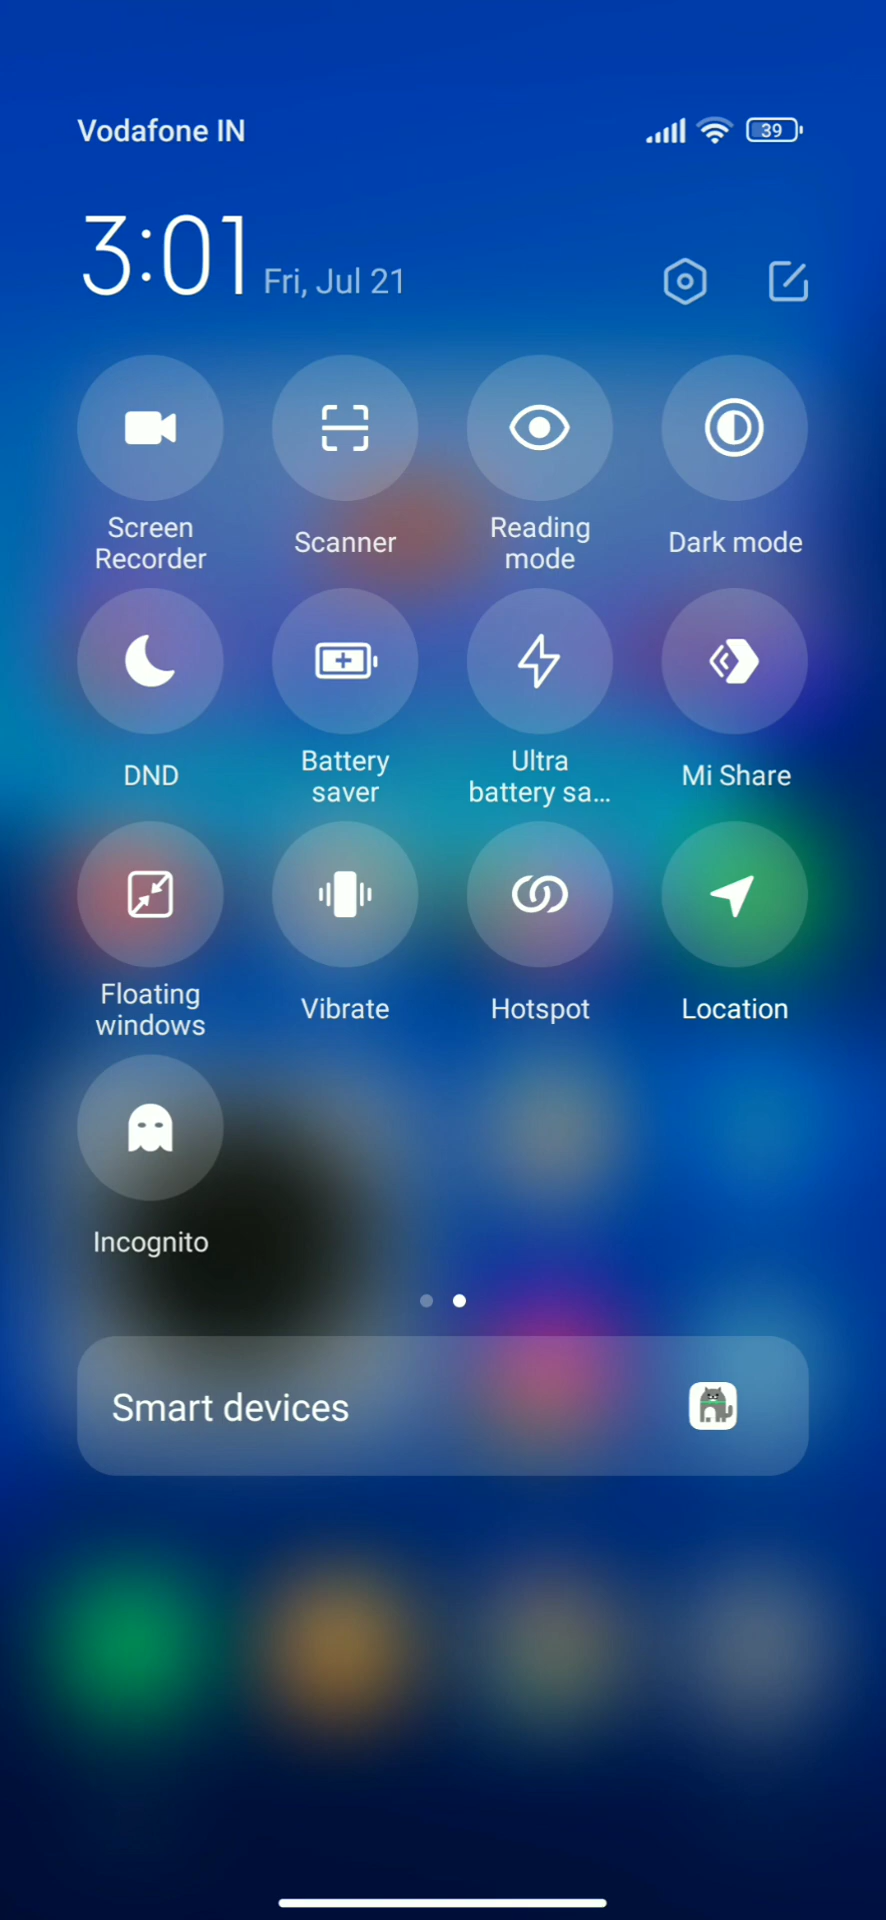 Vodafone IN
39
3:01 Fri, Jul 21
Screen
Recorder
Scanner
Reading
mode
Dark mode
DND
Battery
saver
Ultra
battery sa...
Mi Share
Floating
windows
Vibrate
Hotspot
Location
Incognito
Smart devices